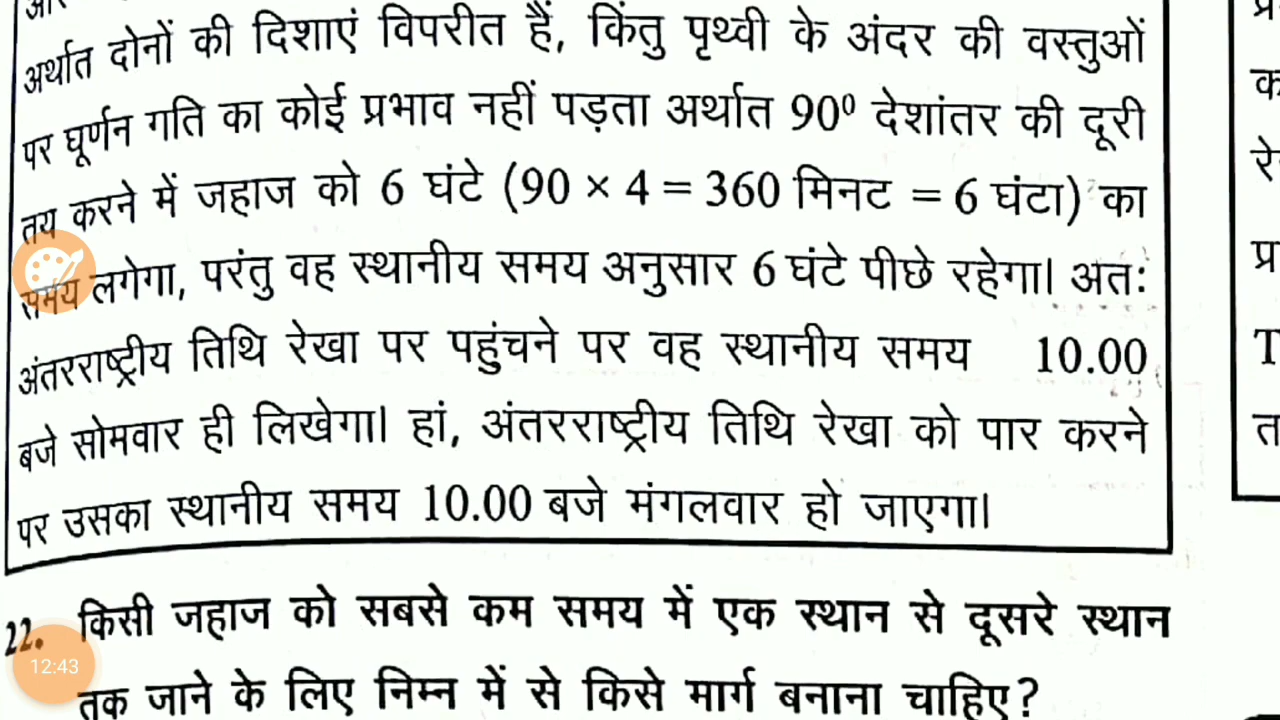 अर्थात दोनों की दिशाएं विपरीत हैं, किंतु पृथ्वी के अंदर की वस्तुओं
पर घूर्णन गति का कोई प्रभाव नहीं पड़ता अर्थात 90⁰ देशांतर की दूरी
तय करने में जहाज को 6 घंटे (90 × 4 = 360 मिनट = 6 घंटा) का
समय लगेगा, परंतु वह स्थानीय समय अनुसार 6 घंटे पीछे रहेगा। अतः
अंतरराष्ट्रीय तिथि रेखा पर पहुंचने पर वह स्थानीय समय 10.00
बजे सोमवार ही लिखेगा। हां, अंतरराष्ट्रीय तिथि रेखा को पार करने
पर उसका स्थानीय समय 10.00 बजे मंगलवार हो जाएगा।
22. किसी जहाज को सबसे कम समय में एक स्थान से दूसरे स्थान
12:43
तक जाने के लिए निम्न में से किसे मार्ग बनाना चाहिए?